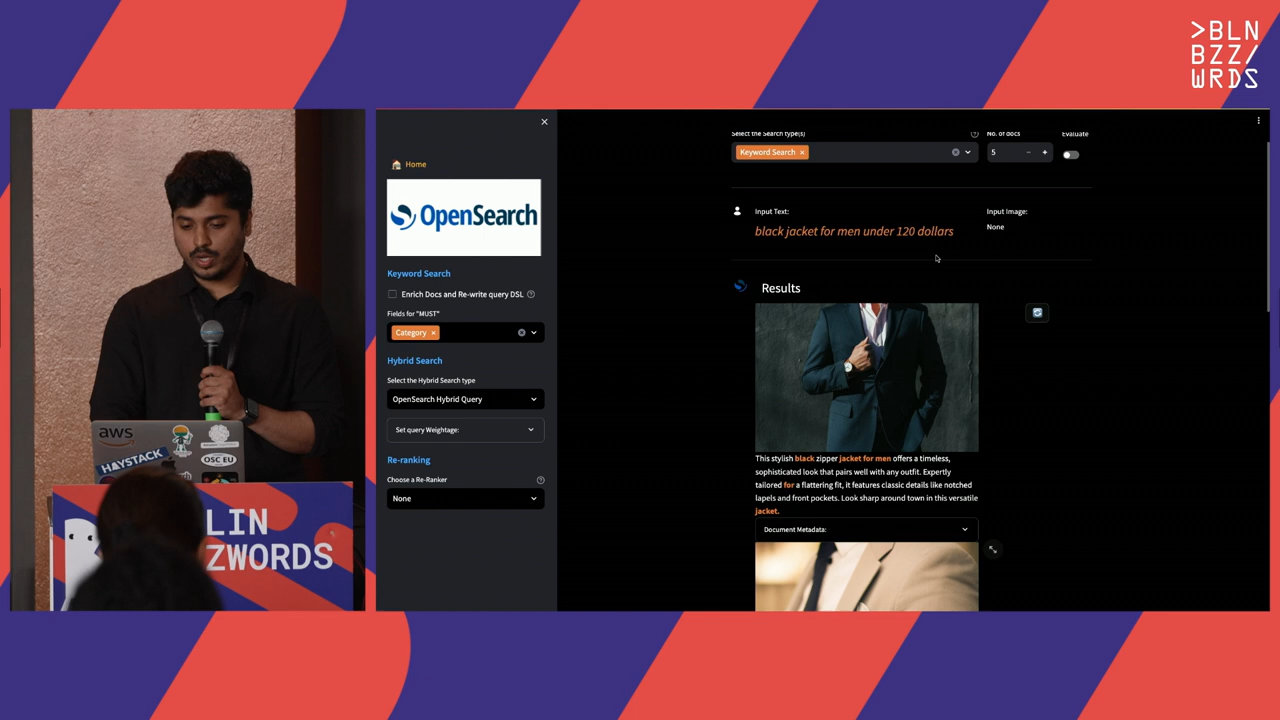 >BLN
BZZ/
WRDS
aws
HAYSTACK
OSC EU
LIN
ZWORDS
Home
OpenSearch
Keyword Search
Enrich Docs and Re-write query DSL
Fields for "MUST"
Category ×
Hybrid Search
Select the Hybrid Search type
OpenSearch Hybrid Query
Set query Weightage:
Re-ranking
Choose a Re-Ranker
None
Select the Search type(s)
No. of docs
Evaluate
Keyword Search ×
5
Input Text:
Input Image:
black jacket for men under 120 dollars
None
Results
This stylish black zipper jacket for men offers a timeless,
sophisticated look that pairs well with any outfit. Expertly
tailored for a flattering fit, it features classic details like notched
lapels and front pockets. Look sharp around town in this versatile
jacket.
Document Metadata: